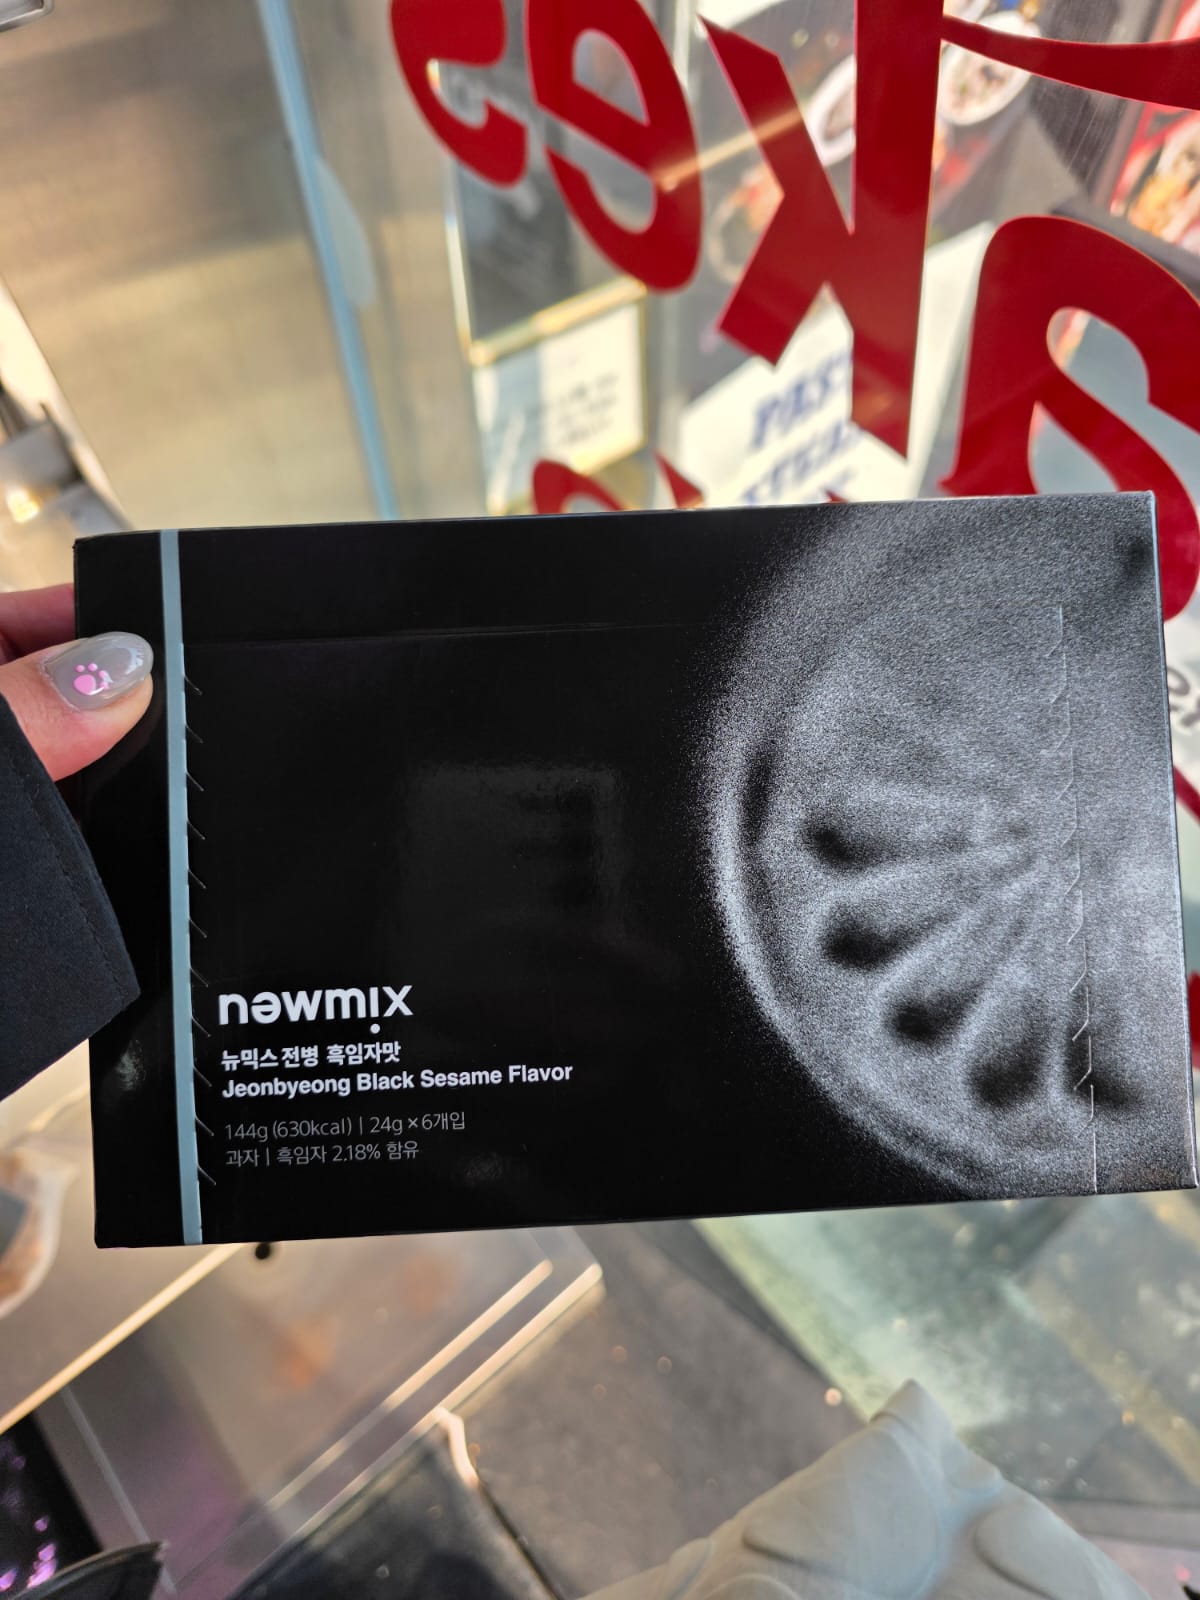 newmix
뉴믹스 전병 흑임자맛
Jeonbyeong Black Sesame Flavor
144g (630kcal) | 24g × 6개입
과자 | 흑임자 2.18% 함유